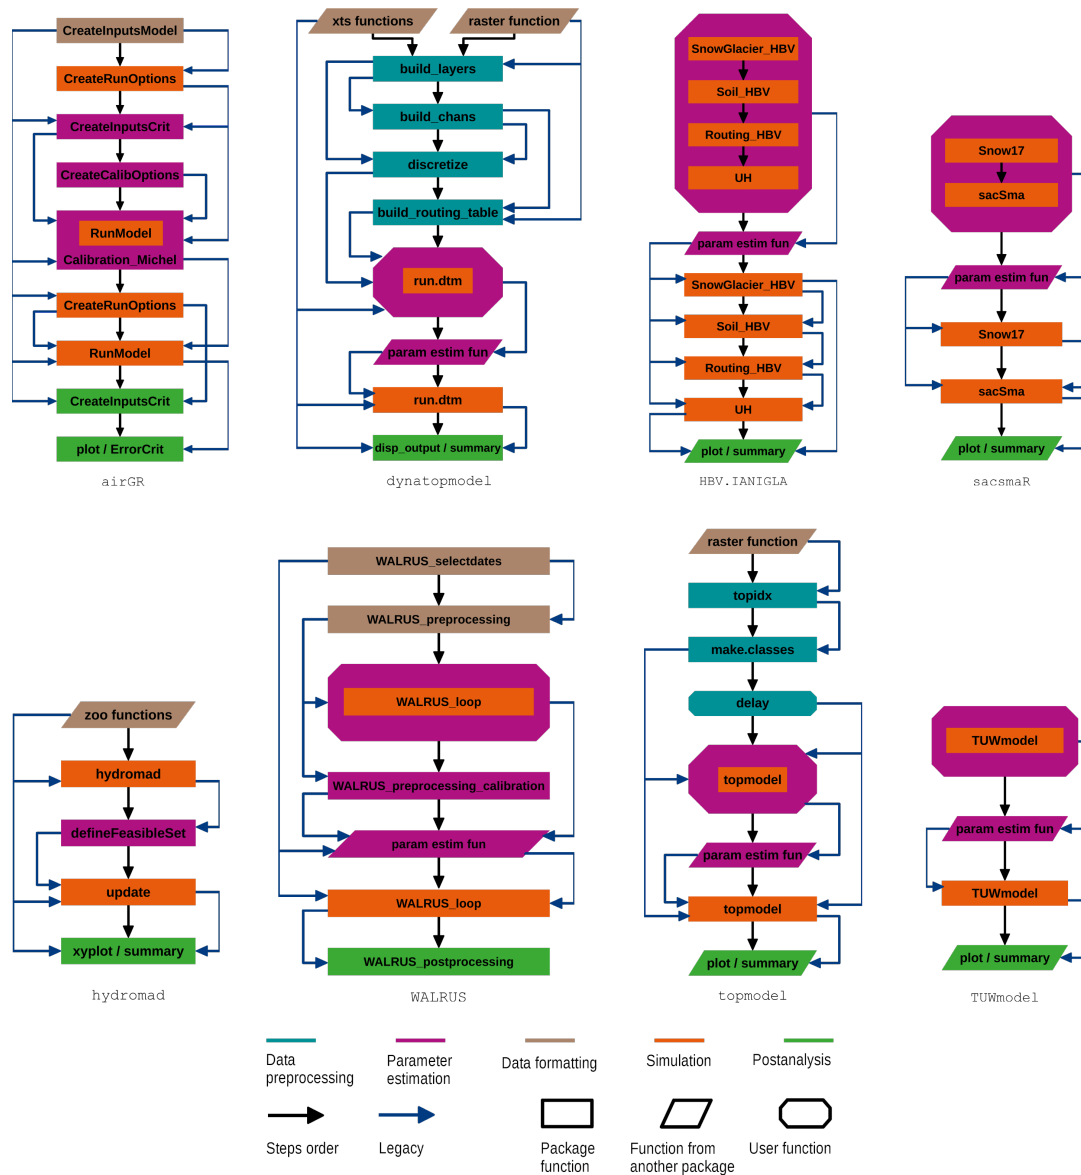 CreateInputsModel
CreateRunOptions
CreateInputsCrit
CreateCalibOptions
RunModel
Calibration_Michel
CreateRunOptions
RunModel
CreateInputsCrit
plot / ErrorCrit
airGR
xts functions
raster function
build_layers
build_chans
discretize
build_routing_table
run.dtm
param estim fun
run.dtm
disp_output / summary
dynatopmodel
SnowGlacier_HBV
Soil_HBV
Routing_HBV
UH
param estim fun
SnowGlacier_HBV
Soil_HBV
Routing_HBV
UH
plot / summary
HBV.IANIGLA
Snow17
sacSma
param estim fun
Snow17
sacSma
plot / summary
sacsmaR
zoo functions
hydromad
defineFeasibleSet
update
xyplot / summary
hydromad
WALRUS_selectdates
WALRUS_preprocessing
WALRUS_loop
WALRUS_preprocessing_calibration
param estim fun
WALRUS_loop
WALRUS_postprocessing
WALRUS
raster function
topidx
make.classes
delay
topmodel
param estim fun
topmodel
plot / summary
topmodel
TUWmodel
param estim fun
TUWmodel
plot / summary
TUWmodel
Data
preprocessing
Parameter
estimation
Data formatting
Simulation
Postanalysis
Steps order
Legacy
Package
function
Function from
another package
User function